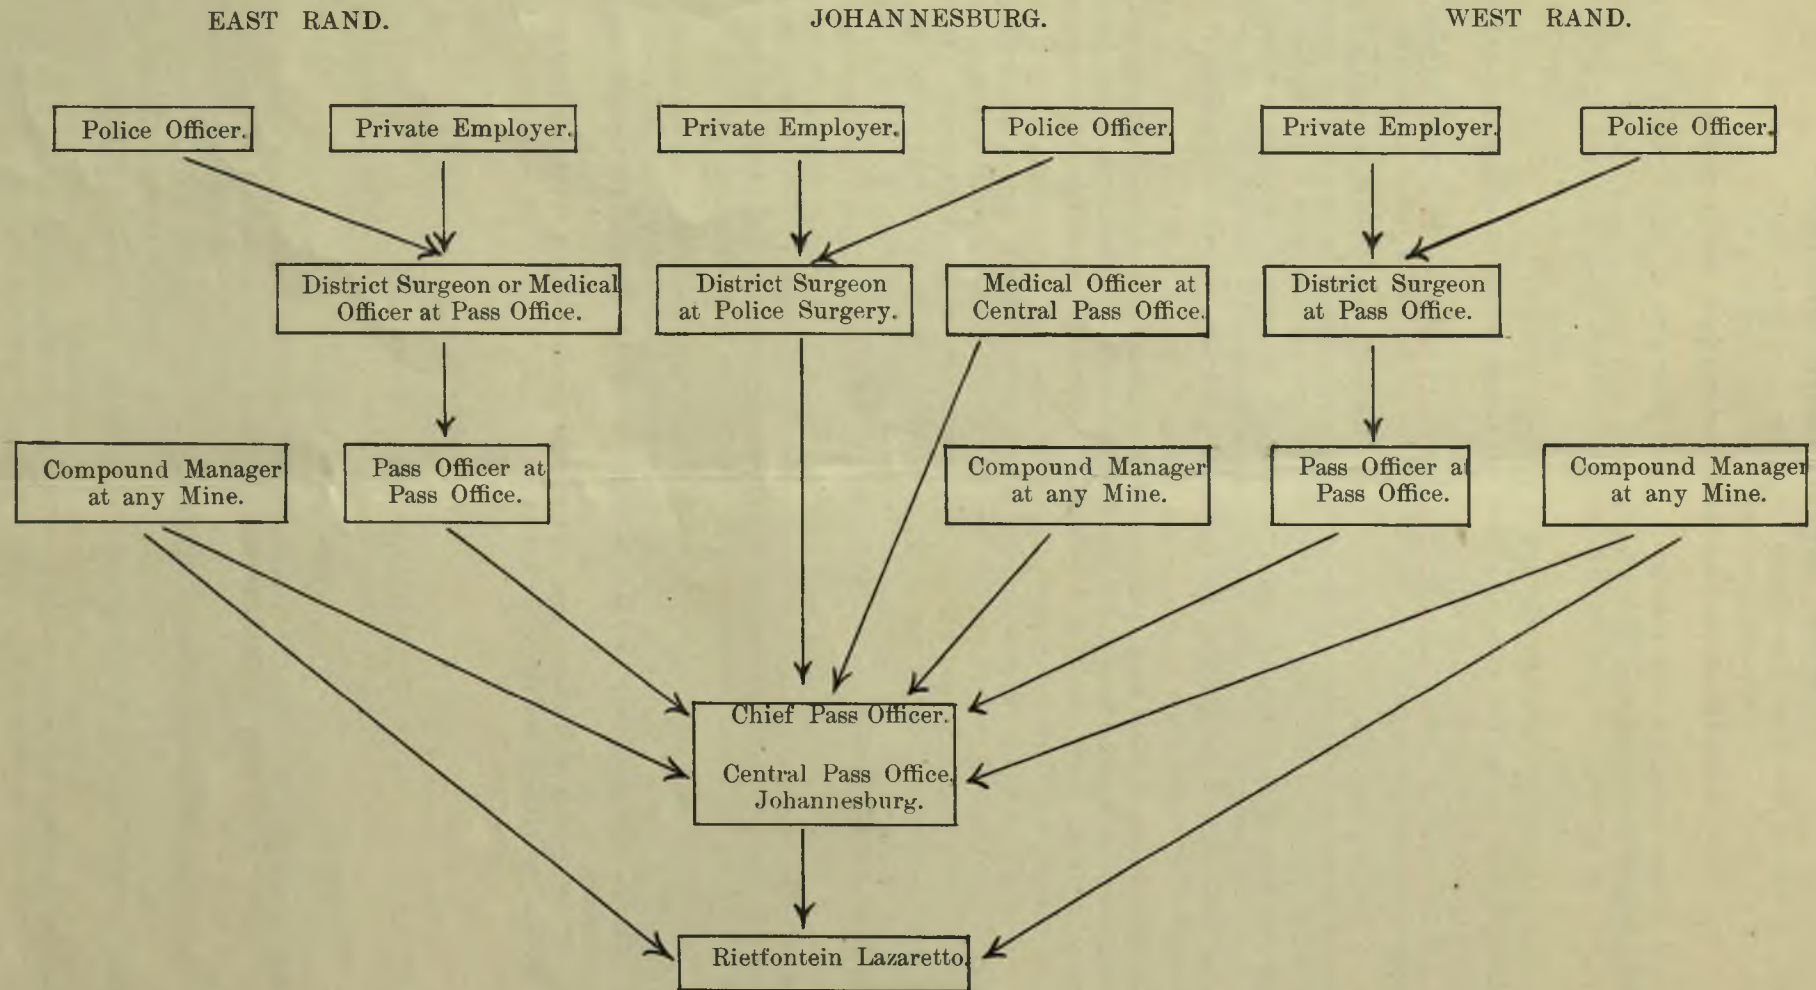 EAST RAND.
JOHANNESBURG.
WEST RAND.
Police Officer.
Private Employer.
Private Employer.
Police Officer.
Private Employer.
Police Officer.
District Surgeon or Medical
Officer at Pass Office.
District Surgeon
at Police Surgery.
Medical Officer at
Central Pass Office.
District Surgeon
at Pass Office.
Compound Manager
at any Mine.
Pass Officer at
Pass Office.
Compound Manager
at any Mine.
Pass Officer at
Pass Office.
Compound Manager
at any Mine.
Chief Pass Officer.
Central Pass Office.
Johannesburg.
Rietfontein Lazaretto.